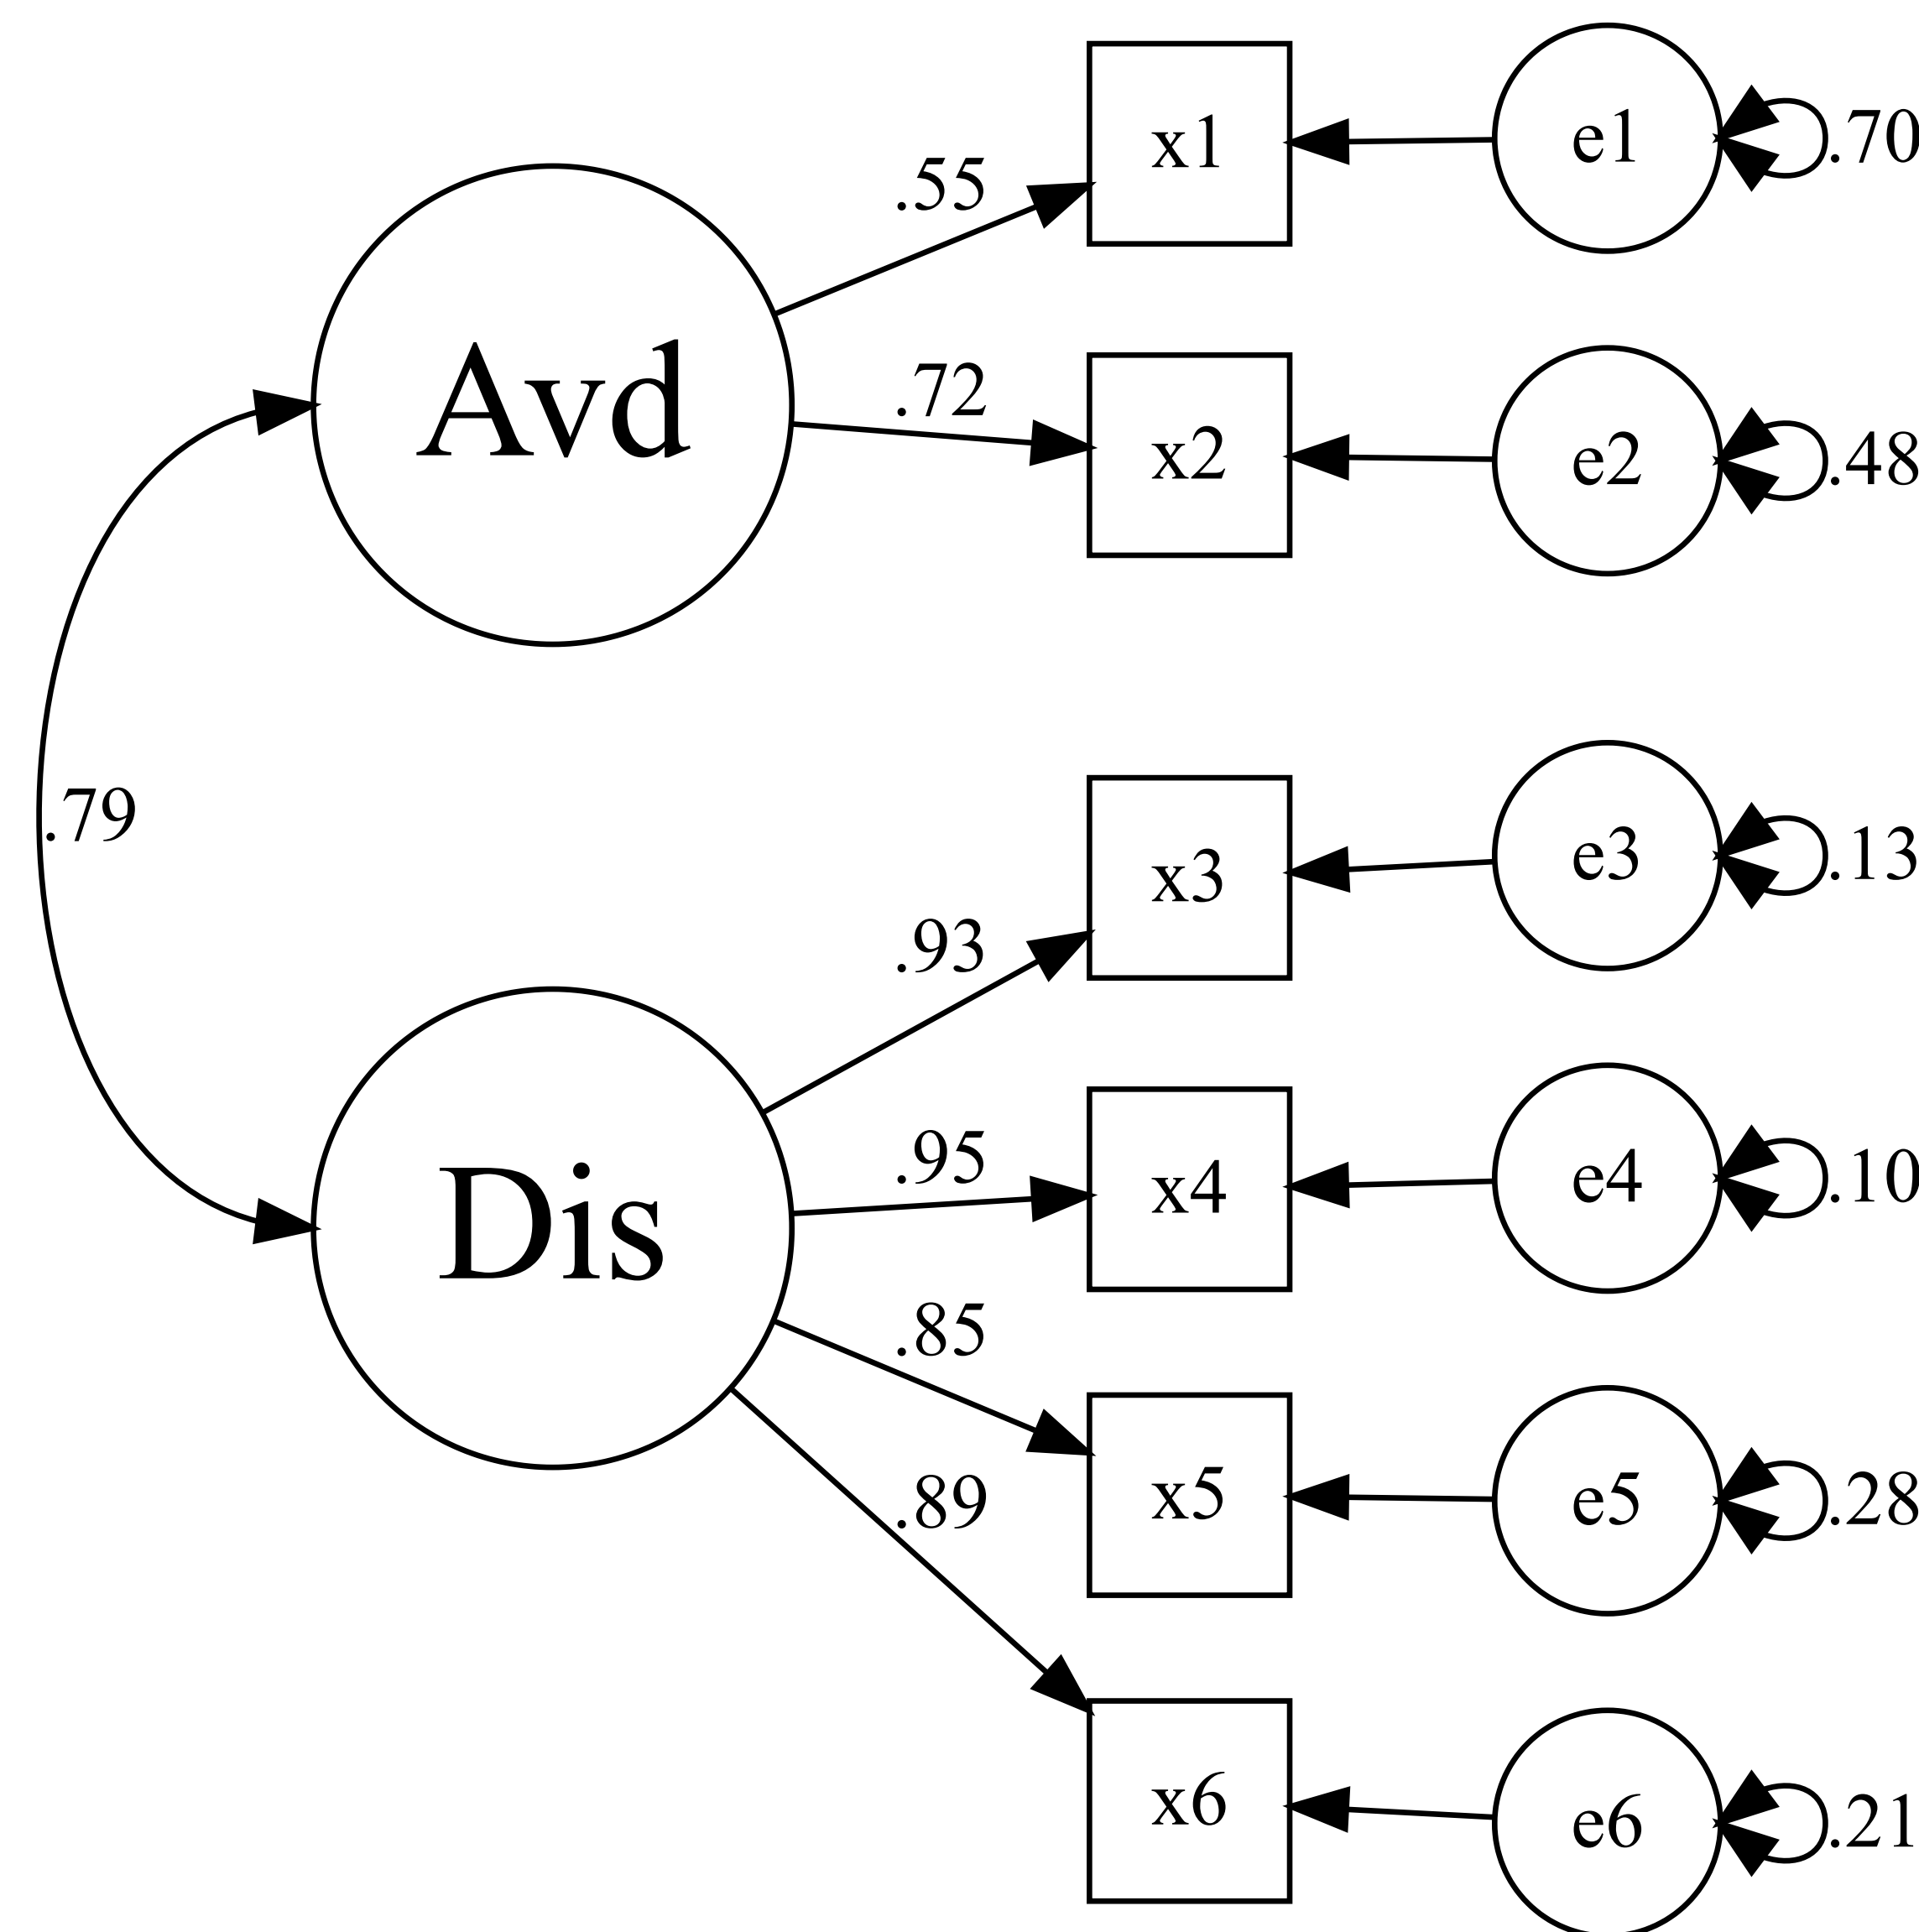 x1
e1
.70
.55
Avd
.72
x2
e2
.48
.79
x3
e3
.13
.93
Dis
.95
x4
e4
.10
.85
x5
e5
.28
.89
x6
e6
.21